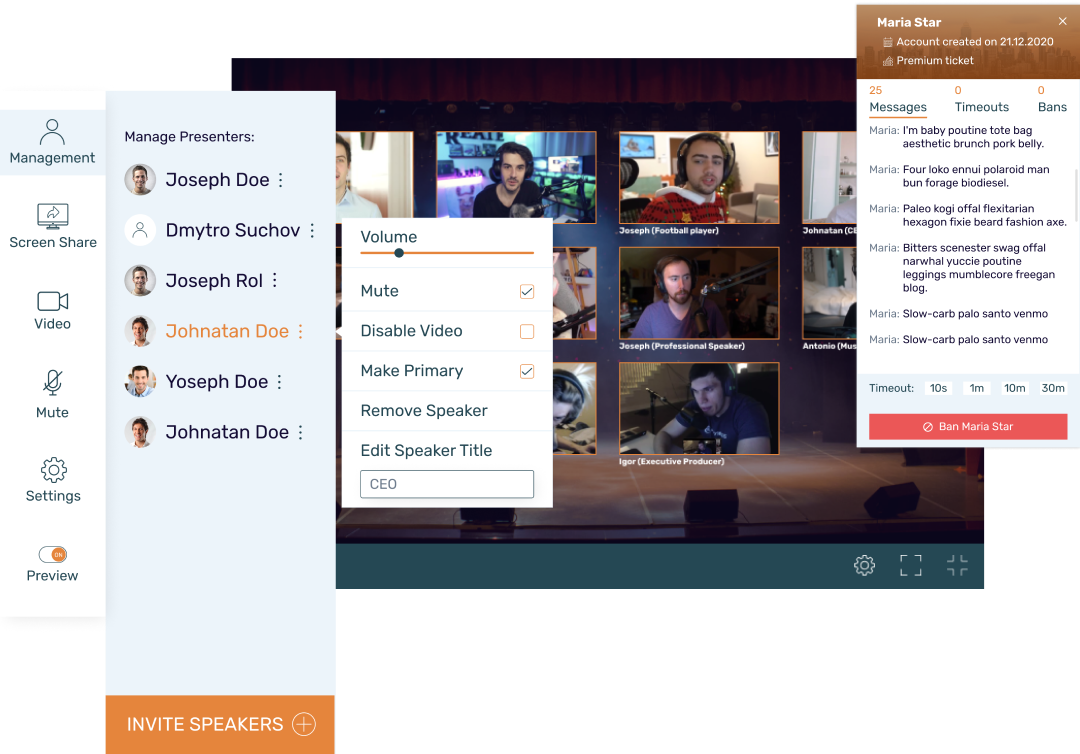 Management
Screen Share
Video
Mute
Settings
ON
Preview
Manage Presenters:
Joseph Doe
Dmytro Suchov
Joseph Rol
Johnatan Doe
Yoseph Doe
Johnatan Doe
INVITE SPEAKERS
Volume
Mute
Disable Video
Make Primary
Remove Speaker
Edit Speaker Title
CEO
Joseph (Football player)
Johnatan (CE
Joseph (Professional Speaker)
Antonio (Mus
Igor (Executive Producer)
Maria Star
Account created on 21.12.2020
Premium ticket
25 0 0
Messages Timeouts Bans
Maria: I'm baby poutine tote bag
aesthetic brunch pork belly.
Maria: Four loko ennui polaroid man
bun forage biodiesel.
Maria: Paleo kogi offal flexitarian
hexagon fixie beard fashion axe.
Maria: Bitters scenester swag offal
narwhal yuccie poutine
leggings mumblecore freegan
blog.
Maria: Slow-carb palo santo venmo
Maria: Slow-carb palo santo venmo
Timeout: 10s 1m 10m 30m
Ban Maria Star